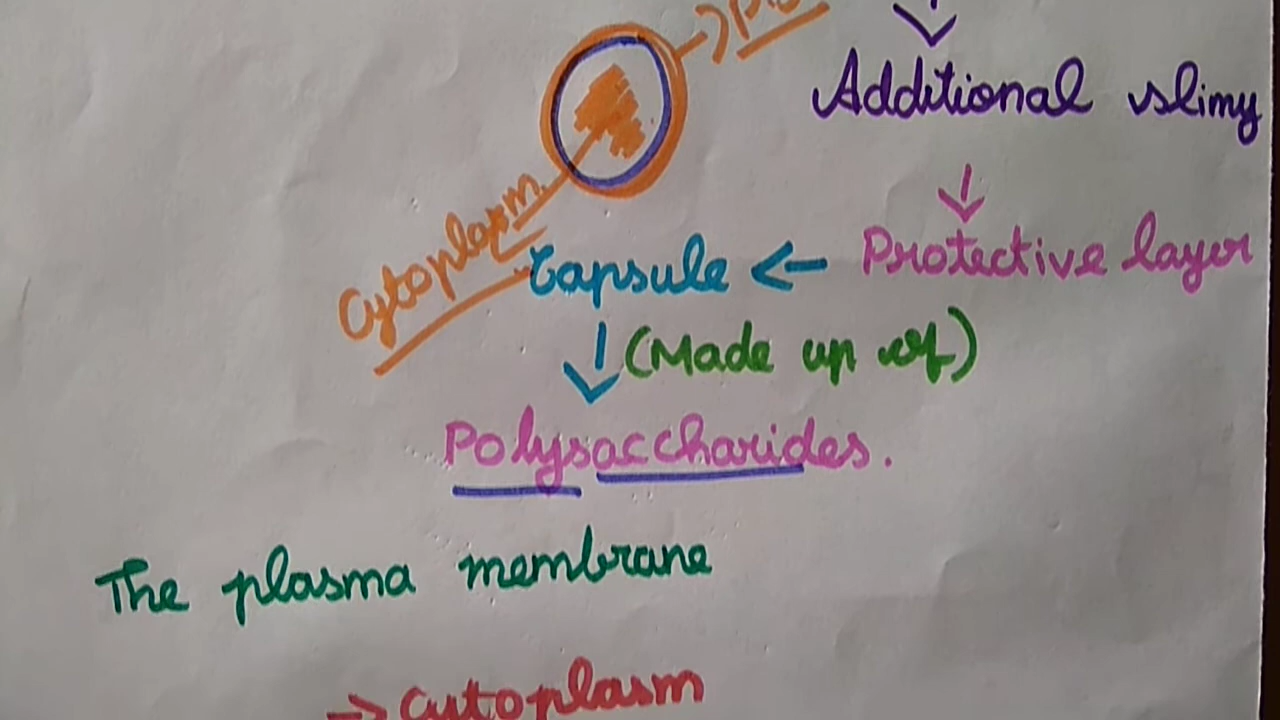 Additional slimy
Protective layer
Cytoplasm
Capsule
(Made up of)
Polysaccharides.
The plasma membrane
Cytoplasm